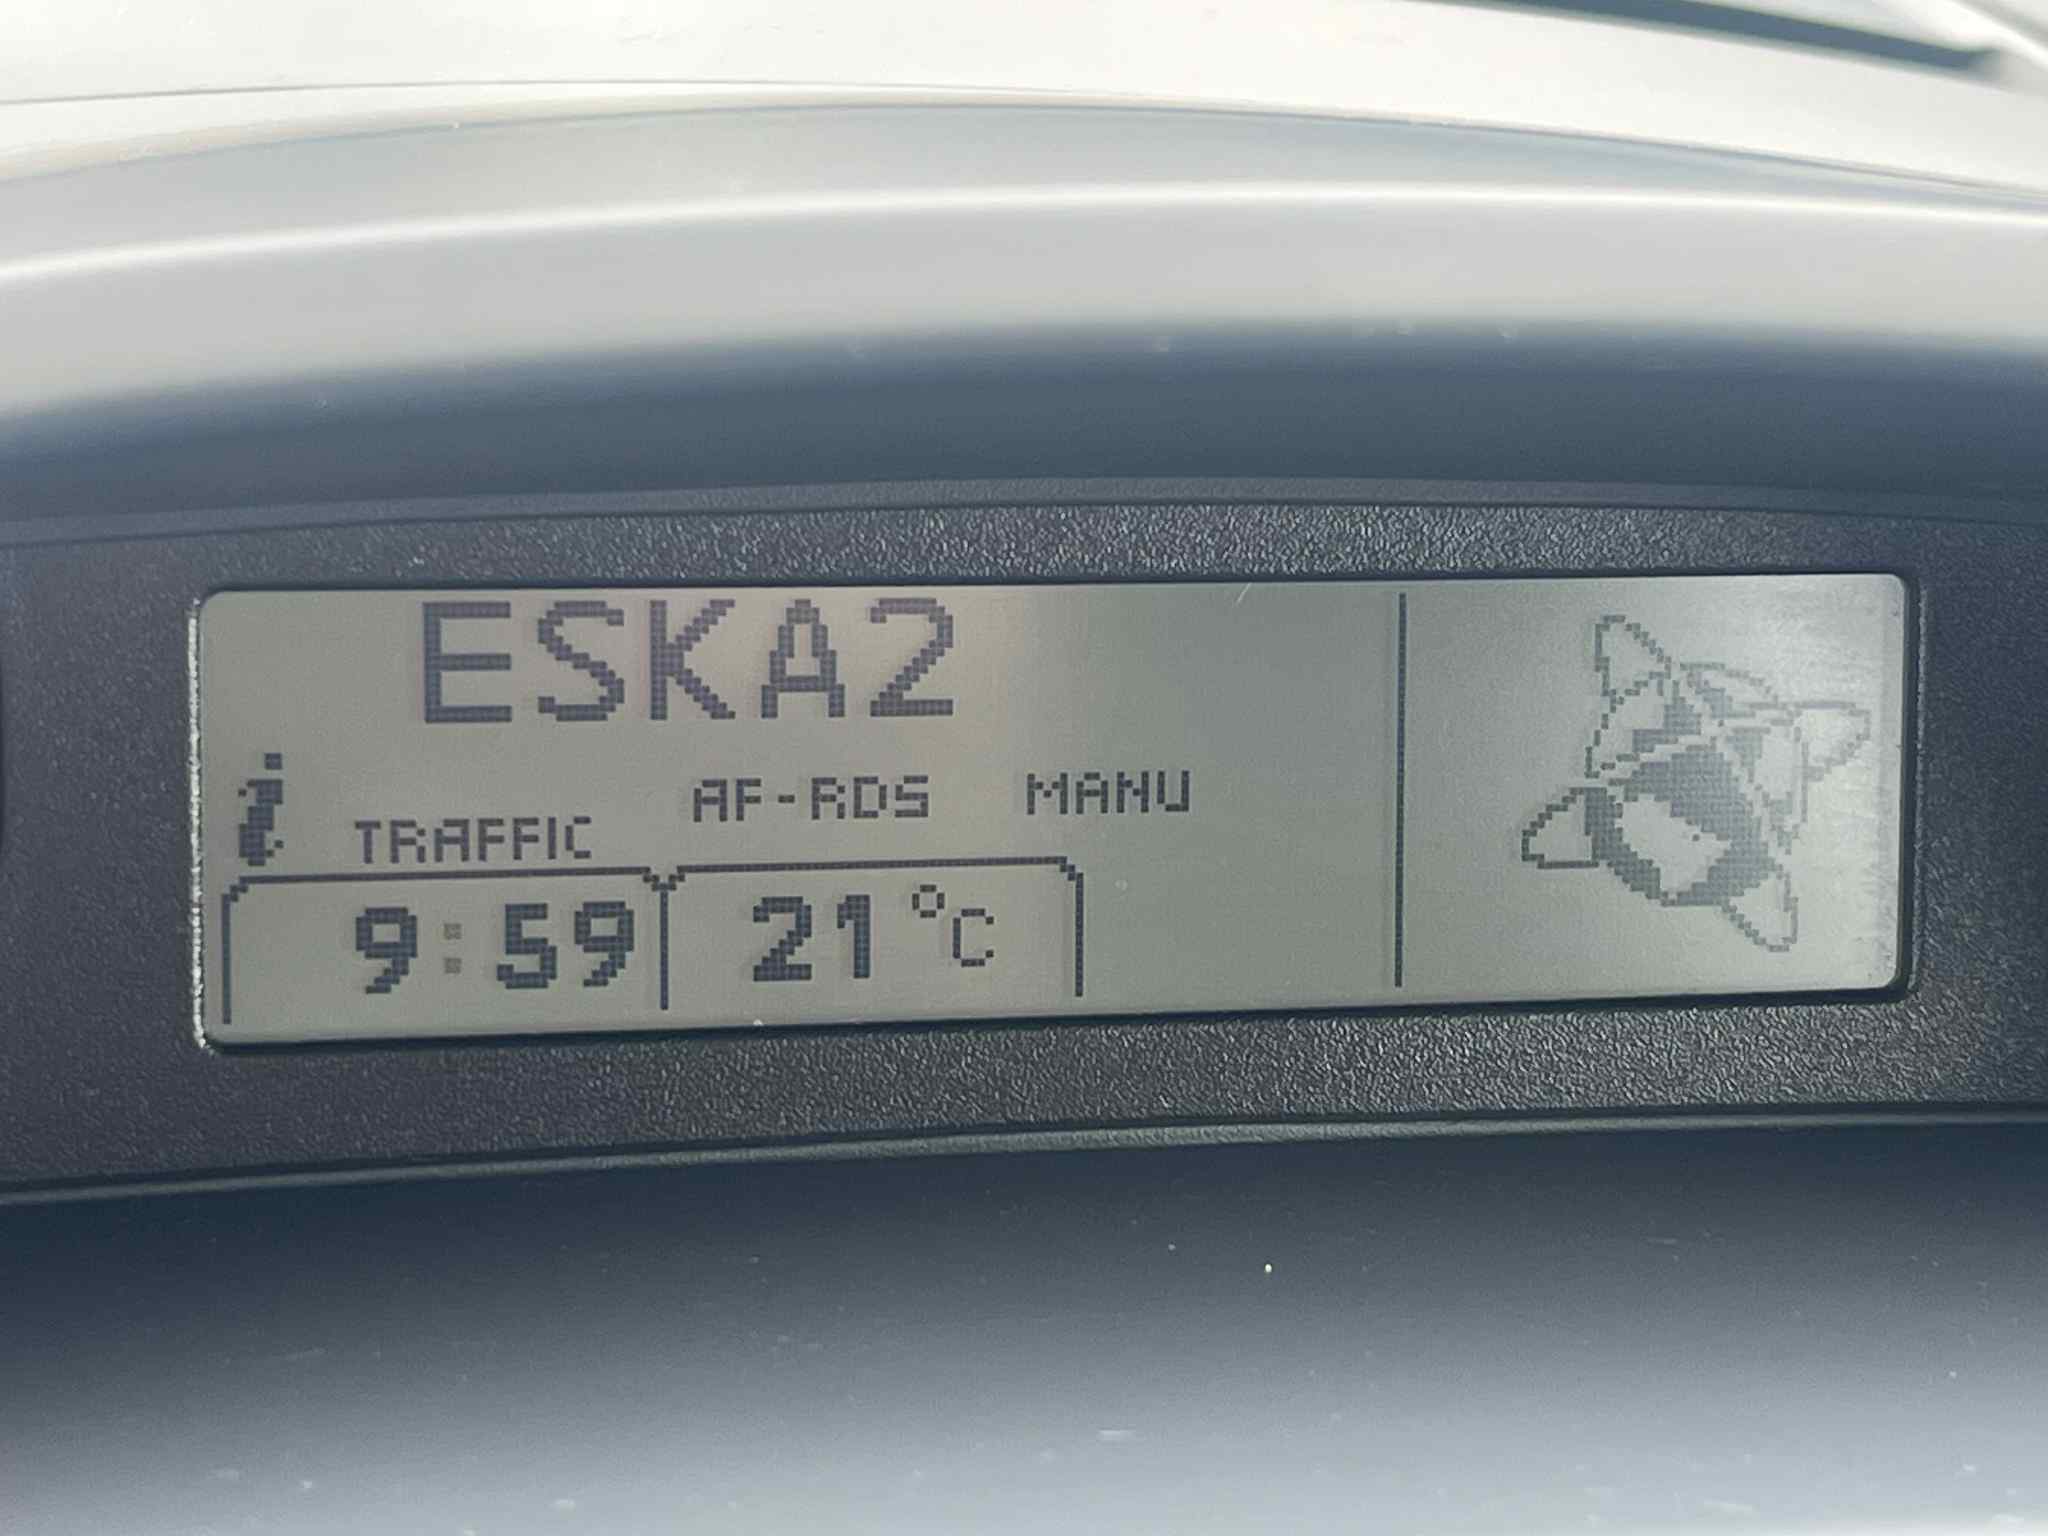 ESKA2
i TRAFFIC AF-RDS MANU
9:59 21°C